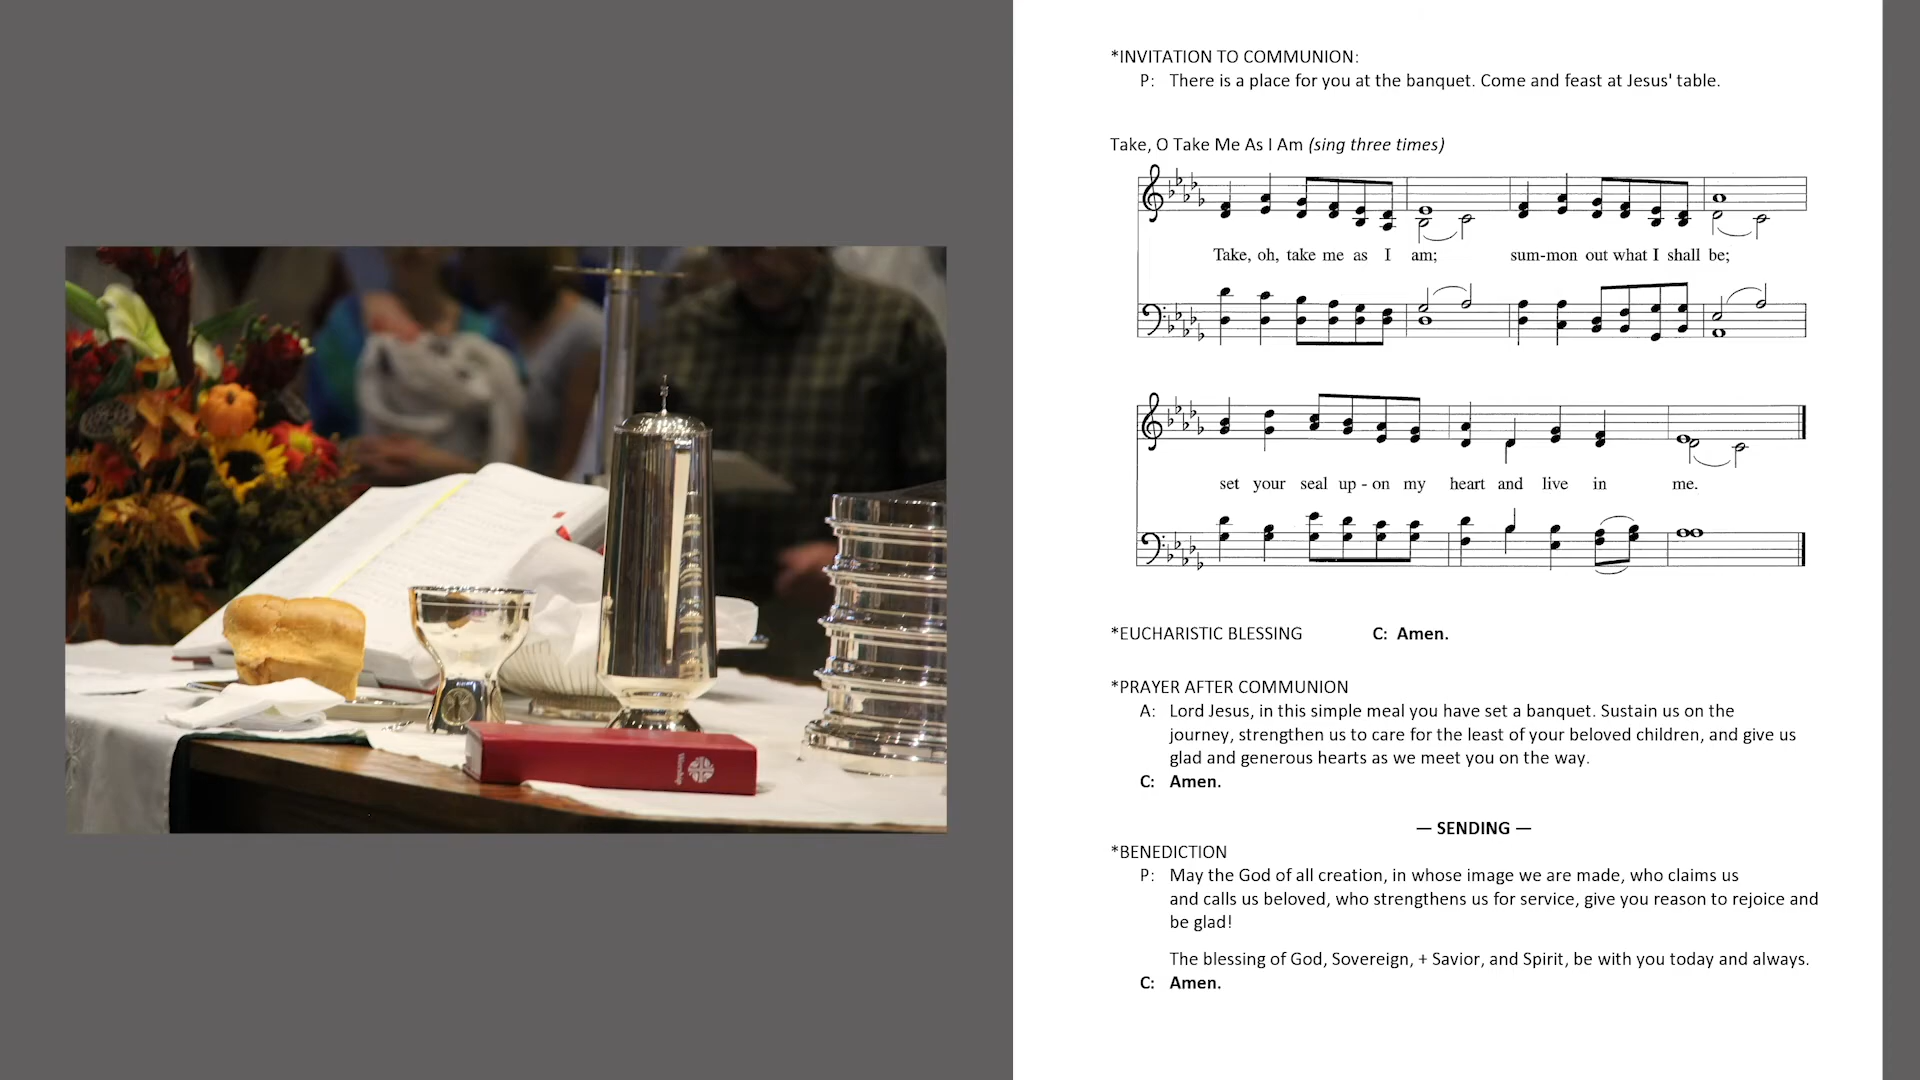 *INVITATION TO COMMUNION:
P: There is a place for you at the banquet. Come and feast at Jesus' table.
Take, O Take Me As I Am (sing three times)
Take, oh, take me as I am; sum-mon out what I shall be;
set your seal up - on my heart and live in me.
*EUCHARISTIC BLESSING C: Amen.
*PRAYER AFTER COMMUNION
A: Lord Jesus, in this simple meal you have set a banquet. Sustain us on the
journey, strengthen us to care for the least of your beloved children, and give us
glad and generous hearts as we meet you on the way.
C: Amen.
— SENDING —
*BENEDICTION
P: May the God of all creation, in whose image we are made, who claims us
and calls us beloved, who strengthens us for service, give you reason to rejoice and
be glad!
The blessing of God, Sovereign, + Savior, and Spirit, be with you today and always.
C: Amen.
Worship